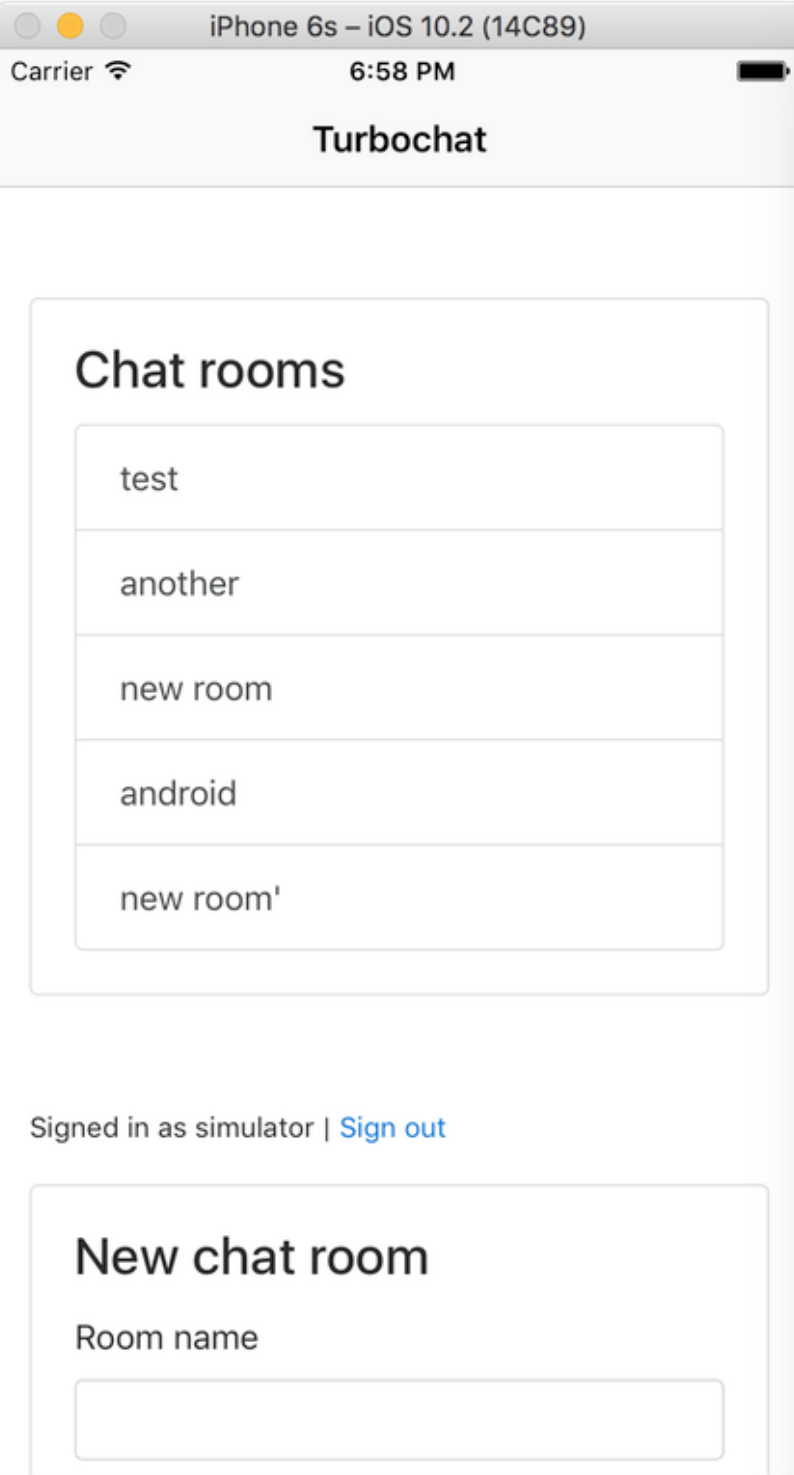 iPhone 6s – iOS 10.2 (14C89)
Carrier 6:58 PM
Turbochat
Chat rooms
test
another
new room
android
new room'
Signed in as simulator | Sign out
New chat room
Room name